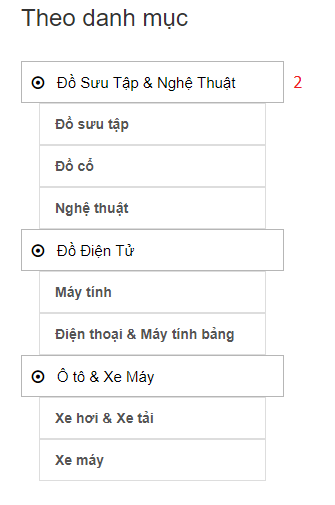 Theo danh mục
Đồ Sưu Tập & Nghệ Thuật 2
Đồ sưu tập
Đồ cổ
Nghệ thuật
Đồ Điện Tử
Máy tính
Điện thoại & Máy tính bảng
Ô tô & Xe Máy
Xe hơi & Xe tải
Xe máy